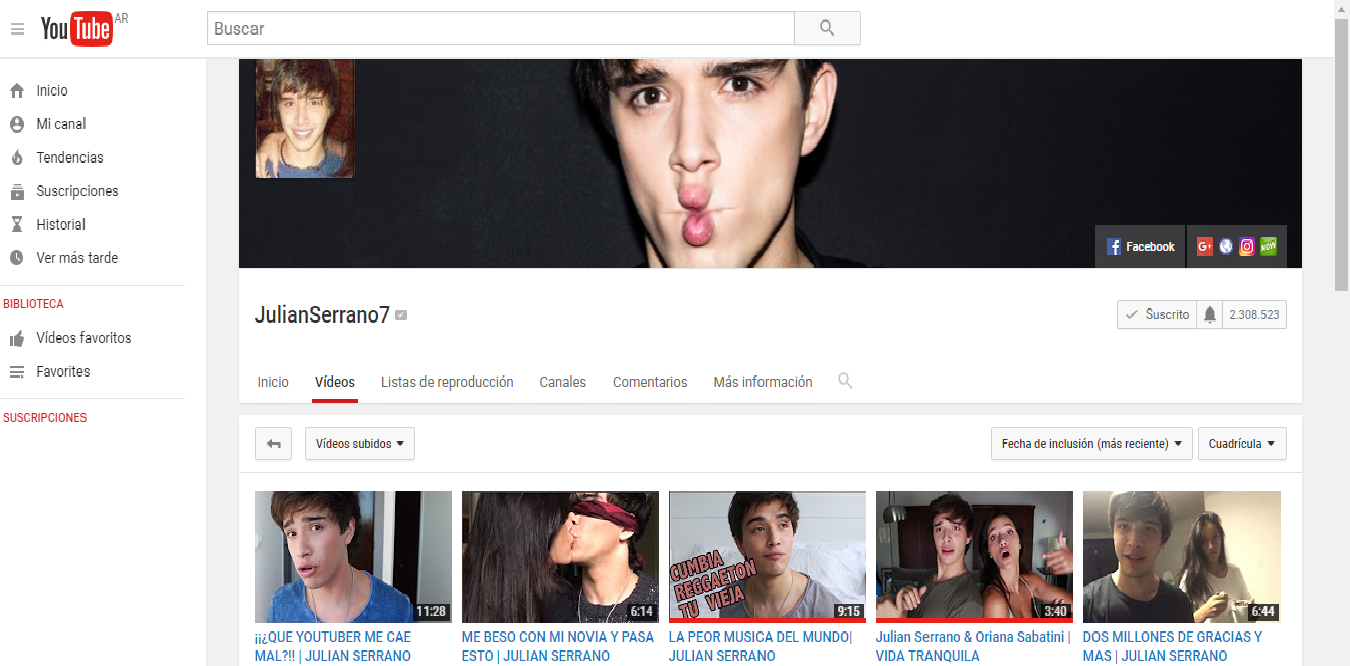 YouTube AR
Buscar
Inicio
Mi canal
Tendencias
Suscripciones
Historial
Ver más tarde
BIBLIOTECA
Vídeos favoritos
Favorites
SUSCRIPCIONES
Facebook
G+
NOW
JulianSerrano7
Suscrito
2.308.523
Inicio
Vídeos
Listas de reproducción
Canales
Comentarios
Más información
Vídeos subidos
Fecha de inclusión (más reciente)
Cuadrícula
11:28
¡¡¿QUE YOUTUBER ME CAE
MAL?!! | JULIAN SERRANO
6:14
ME BESO CON MI NOVIA Y PASA
ESTO | JULIAN SERRANO
CUMBIA
REGGAETON
TU VIEJA
9:15
LA PEOR MUSICA DEL MUNDO|
JULIAN SERRANO
3:40
Julian Serrano & Oriana Sabatini |
VIDA TRANQUILA
6:44
DOS MILLONES DE GRACIAS Y
MAS | JULIAN SERRANO